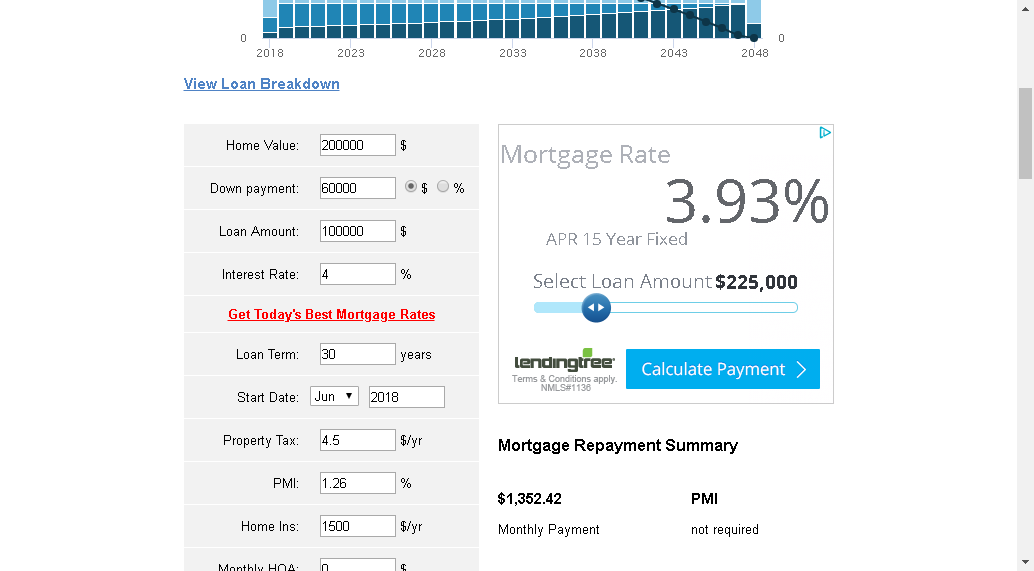 0
0
2018 2023 2028 2033 2038 2043 2048
View Loan Breakdown
Home Value: 200000 $
Down payment: 60000 $ %
Loan Amount: 100000 $
Interest Rate: 4 %
Get Today's Best Mortgage Rates
Loan Term: 30 years
Start Date: Jun 2018
Property Tax: 4.5 $/yr
PMI: 1.26 %
Home Ins: 1500 $/yr
Monthly HOA: 0 $
Mortgage Rate
3.93%
APR 15 Year Fixed
Select Loan Amount $225,000
lendingtree
Terms & Conditions apply.
NMLS#1136
Calculate Payment
Mortgage Repayment Summary
$1,352.42 PMI
Monthly Payment not required